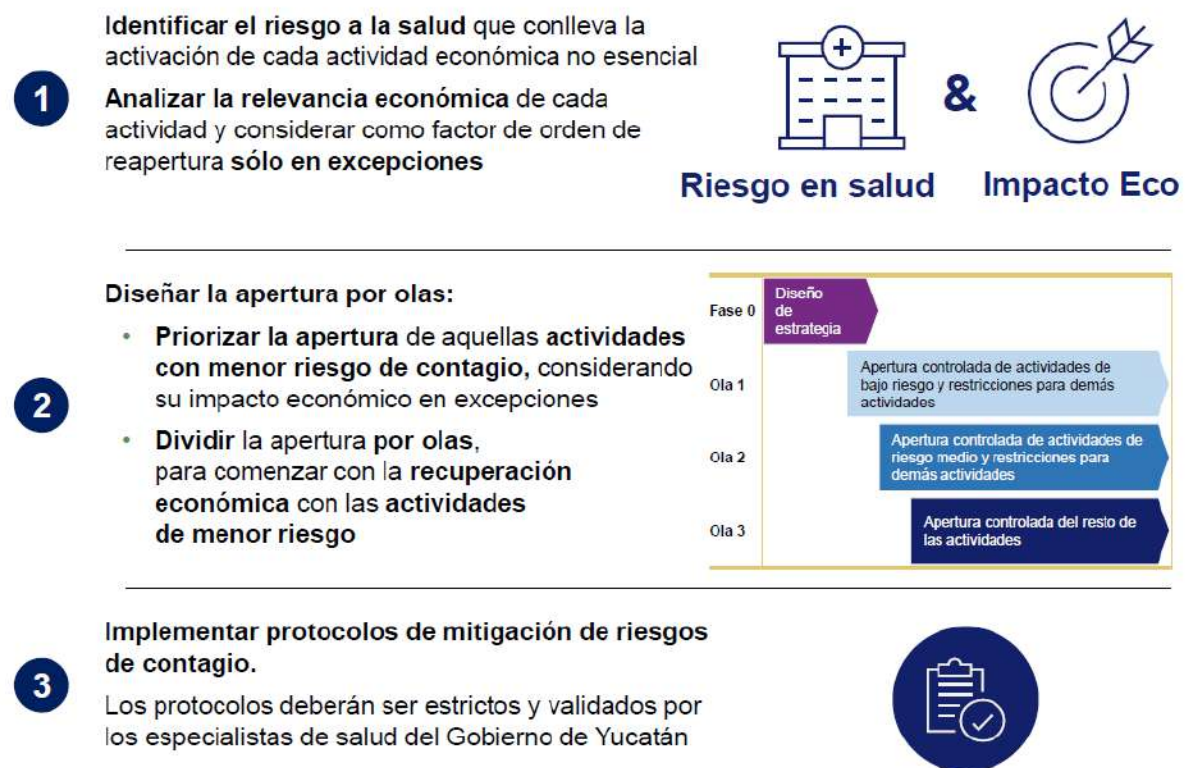 1
Identificar el riesgo a la salud que conlleva la
activación de cada actividad económica no esencial
Analizar la relevancia económica de cada
actividad y considerar como factor de orden de
reapertura sólo en excepciones
&
Riesgo en salud
Impacto Eco
2
Diseñar la apertura por olas:
• Priorizar la apertura de aquellas actividades
con menor riesgo de contagio, considerando
su impacto económico en excepciones
• Dividir la apertura por olas,
para comenzar con la recuperación
económica con las actividades
de menor riesgo
Fase 0
Diseño
de
estrategia
Ola 1
Apertura controlada de actividades de
bajo riesgo y restricciones para demás
actividades
Ola 2
Apertura controlada de actividades de
riesgo medio y restricciones para
demás actividades
Ola 3
Apertura controlada del resto de
las actividades
3
Implementar protocolos de mitigación de riesgos
de contagio.
Los protocolos deberán ser estrictos y validados por
los especialistas de salud del Gobierno de Yucatán